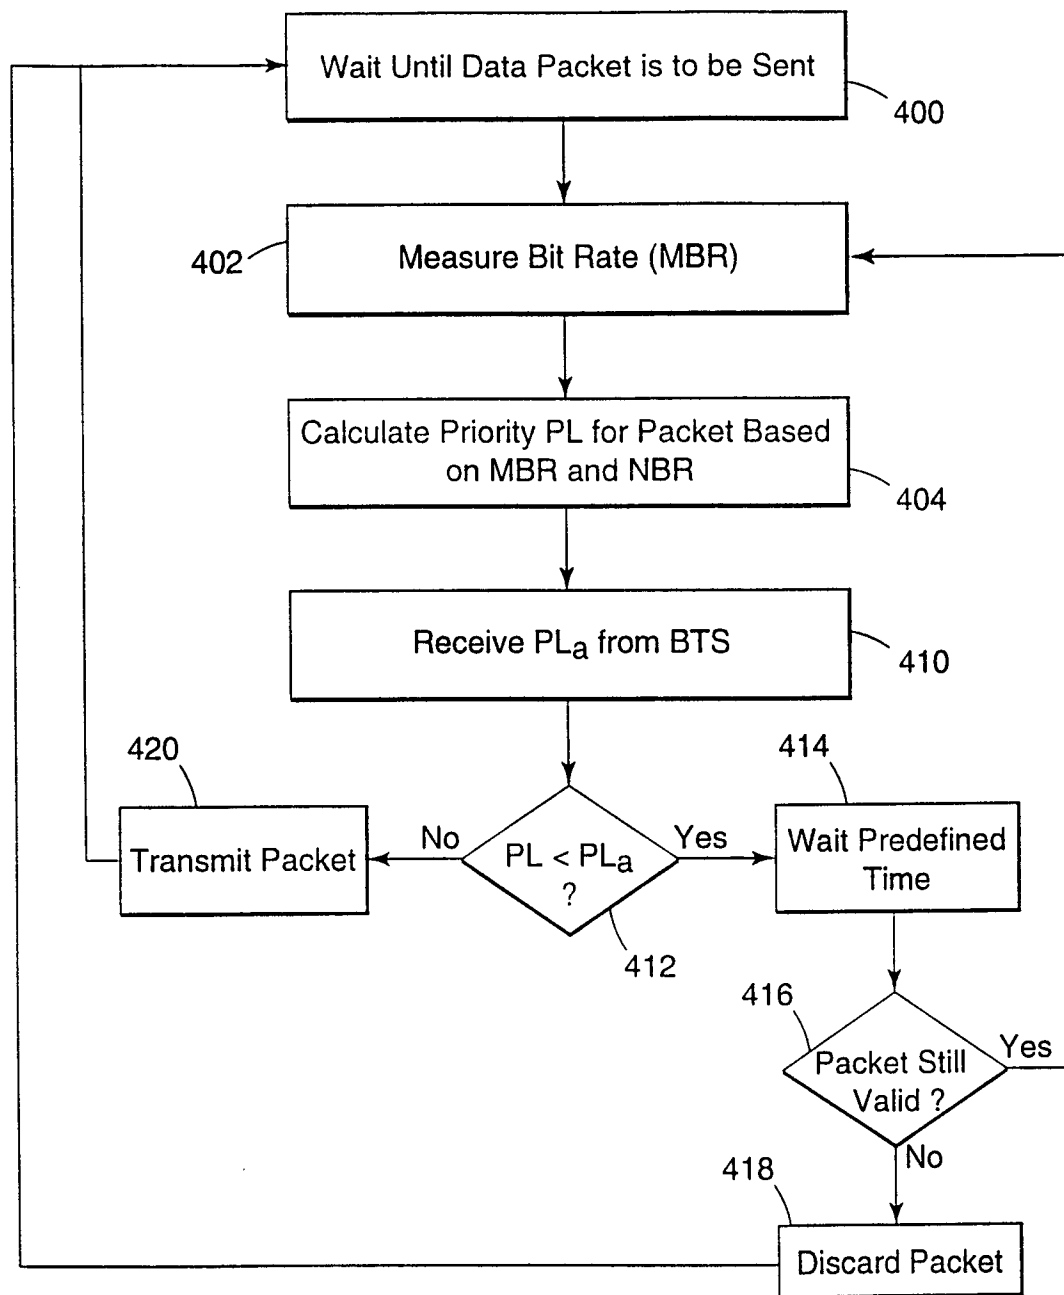 Wait Until Data Packet is to be Sent
400
402
Measure Bit Rate (MBR)
Calculate Priority PL for Packet Based
on MBR and NBR
404
Receive PLa from BTS
410
420
414
Transmit Packet
No
PL < PLa
?
Yes
Wait Predefined
Time
412
416
Packet Still
Valid ?
Yes
No
418
Discard Packet